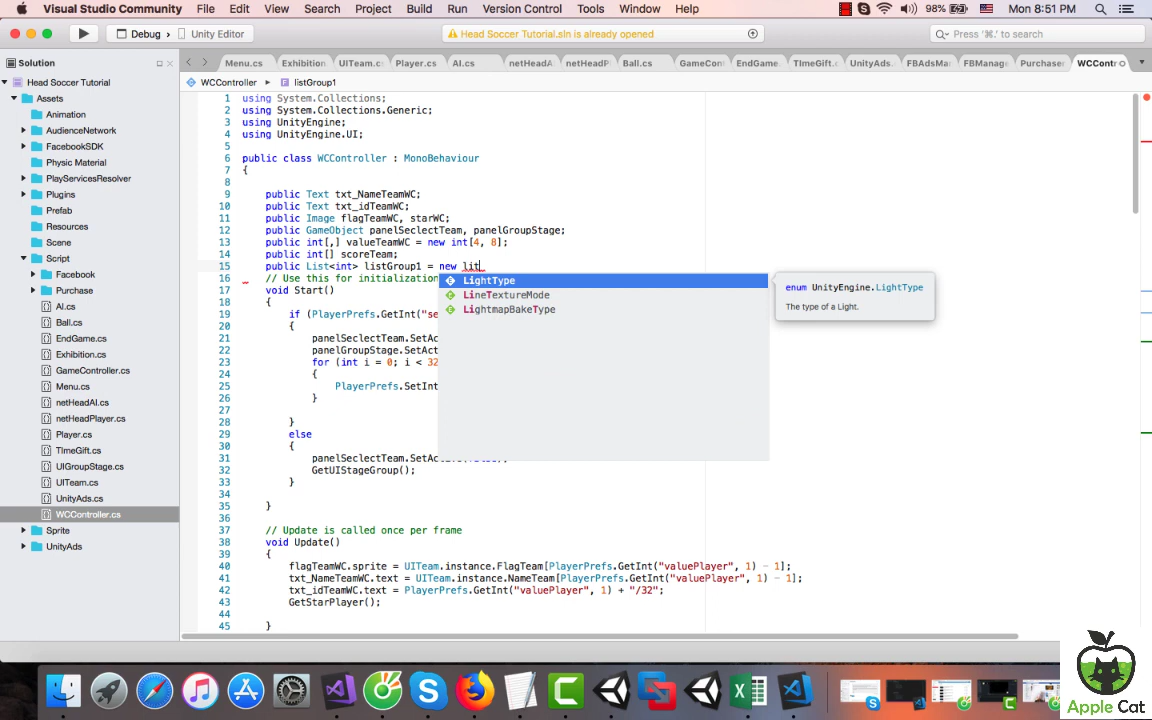 Visual Studio Community File Edit View Search Project Build Run Version Control Tools Window Help 98% Mon 8:51 PM
Debug › Unity Editor Head Soccer Tutorial.sln is already opened Press '⌘.' to search
Solution Menu.cs Exhibition UITeam.cs Player.cs AI.cs netHeadA netHeadP Ball.cs GameCon EndGame. TImeGift.c UnityAds. FBAdsMar FBManage Purchaser WCContr
Head Soccer Tutorial
Assets
Animation
AudienceNetwork
FacebookSDK
Physic Material
PlayServicesResolver
Plugins
Prefab
Resources
Scene
Script
Facebook
Purchase
AI.cs
Ball.cs
EndGame.cs
Exhibition.cs
GameController.cs
Menu.cs
netHeadAI.cs
netHeadPlayer.cs
Player.cs
TImeGift.cs
UIGroupStage.cs
UITeam.cs
UnityAds.cs
WCController.cs
Sprite
UnityAds
WCController ▸ listGroup1
1 using System.Collections;
2 using System.Collections.Generic;
3 using UnityEngine;
4 using UnityEngine.UI;
5
6 public class WCController : MonoBehaviour
7 {
8
9 public Text txt_NameTeamWC;
10 public Text txt_idTeamWC;
11 public Image flagTeamWC, starWC;
12 public GameObject panelSeclectTeam, panelGroupStage;
13 public int[,] valueTeamWC = new int[4, 8];
14 public int[] scoreTeam;
15 public List<int> listGroup1 = new lit
16 // Use this for initialization
17 void Start()
18 {
19 if (PlayerPrefs.GetInt("se
20 {
21 panelSeclectTeam.SetAc
22 panelGroupStage.SetAct
23 for (int i = 0; i < 32
24 {
25 PlayerPrefs.SetInt
26 }
27
28 }
29 else
30 {
31 panelSeclectTeam.SetActive(false);
32 GetUIStageGroup();
33 }
34
35 }
36
37 // Update is called once per frame
38 void Update()
39 {
40 flagTeamWC.sprite = UITeam.instance.FlagTeam[PlayerPrefs.GetInt("valuePlayer", 1) - 1];
41 txt_NameTeamWC.text = UITeam.instance.NameTeam[PlayerPrefs.GetInt("valuePlayer", 1) - 1];
42 txt_idTeamWC.text = PlayerPrefs.GetInt("valuePlayer", 1) + "/32";
43 GetStarPlayer();
44
45 }
LightType
LineTextureMode
LightmapBakeType
enum UnityEngine.LightType
The type of a Light.
Apple Cat